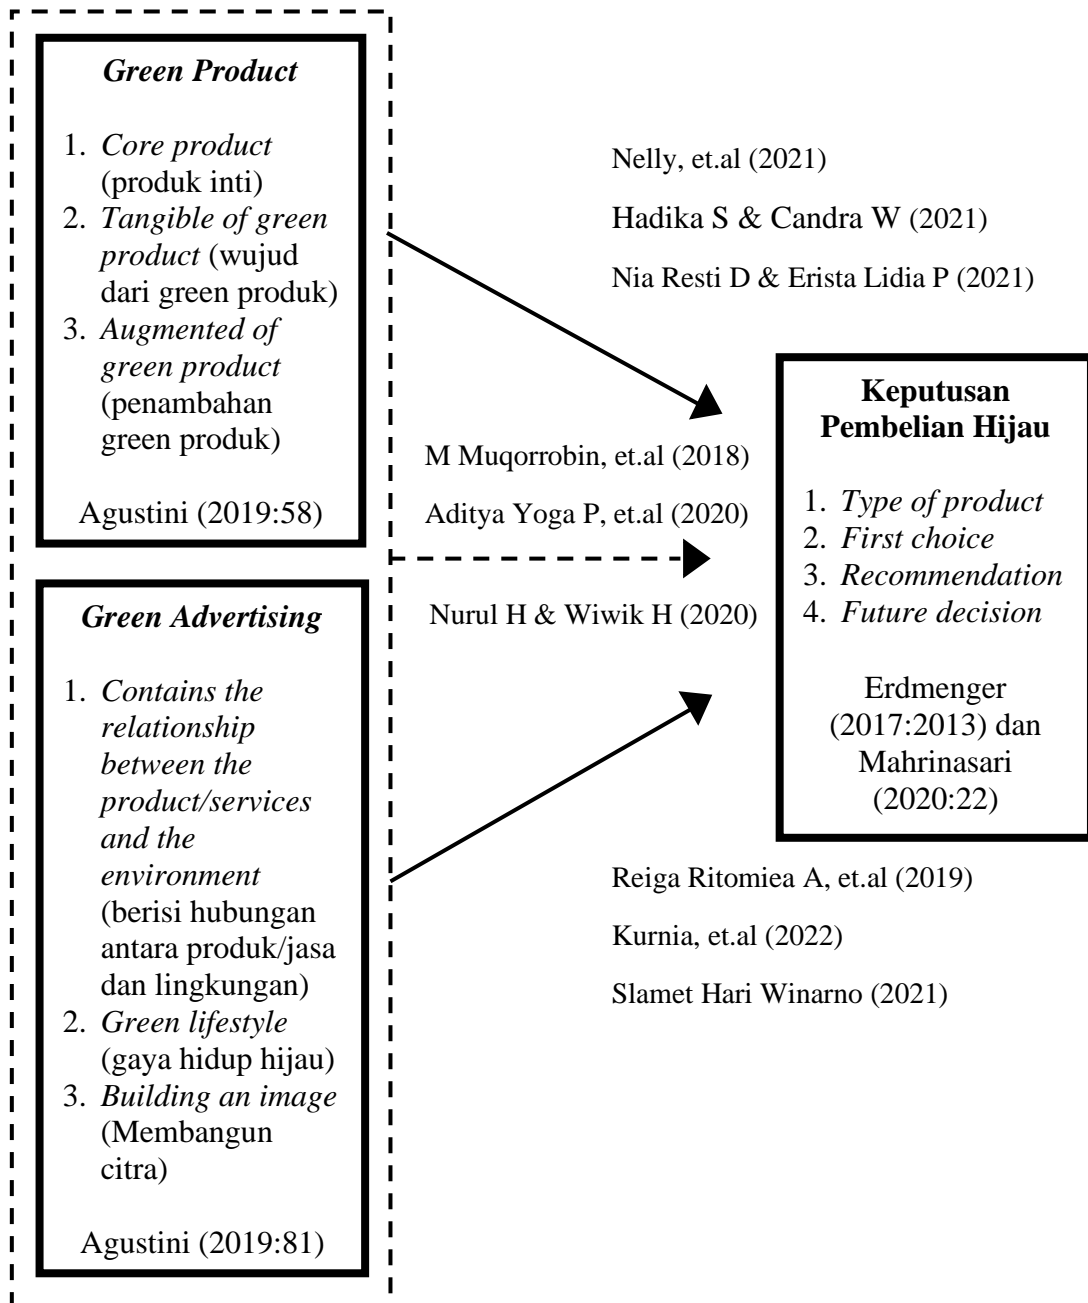 Green Product
1. Core product
(produk inti)
2. Tangible of green
product (wujud
dari green produk)
3. Augmented of
green product
(penambahan
green produk)
Agustini (2019:58)
Green Advertising
1. Contains the
relationship
between the
product/services
and the
environment
(berisi hubungan
antara produk/jasa
dan lingkungan)
2. Green lifestyle
(gaya hidup hijau)
3. Building an image
(Membangun
citra)
Agustini (2019:81)
Nelly, et.al (2021)
Hadika S & Candra W (2021)
Nia Resti D & Erista Lidia P (2021)
M Muqorrobin, et.al (2018)
Aditya Yoga P, et.al (2020)
Nurul H & Wiwik H (2020)
Reiga Ritomiea A, et.al (2019)
Kurnia, et.al (2022)
Slamet Hari Winarno (2021)
Keputusan
Pembelian Hijau
1. Type of product
2. First choice
3. Recommendation
4. Future decision
Erdmenger
(2017:2013) dan
Mahrinasari
(2020:22)